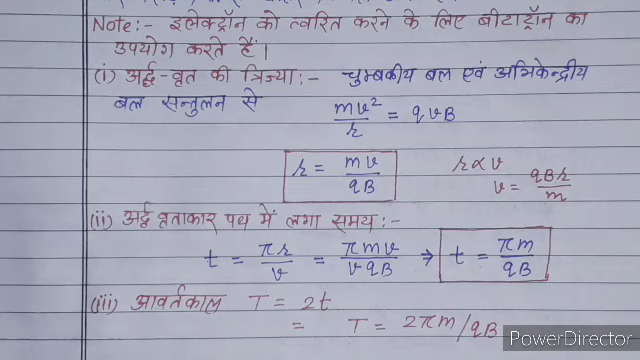 Note:- इलेक्ट्रॉन को त्वरित करने के लिए बीटाट्रॉन का
उपयोग करते हैं।
(i) अर्द्ध-वृत की त्रिज्या:- चुम्बकीय बल एवं अभिकेन्द्रीय
बल सन्तुलन से mv²/r = qvB
r = mv/qB r ∝ v v = qBr/m
(ii) अर्द्ध वृताकार पथ में लगा समय:-
t = πr/v = πmv/vqB ⇒ t = πm/qB
(iii) आवर्तकाल T = 2t
= T = 2πm/qB
PowerDirector